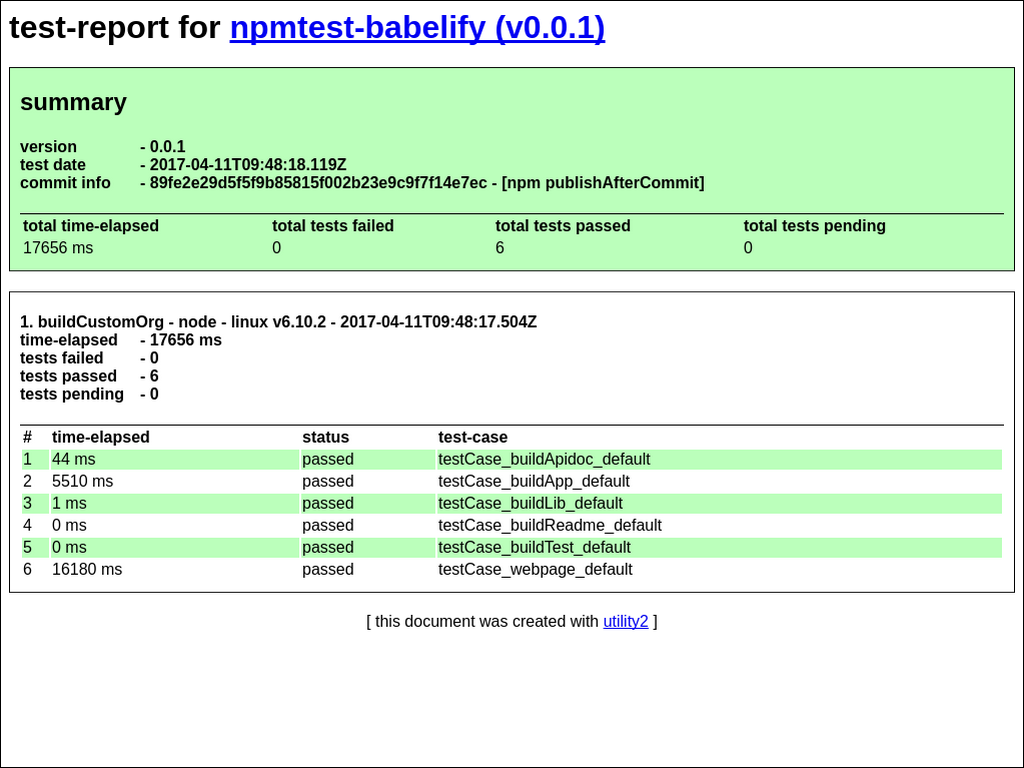 test-report for npmtest-babelify (v0.0.1)
summary
version - 0.0.1
test date - 2017-04-11T09:48:18.119Z
commit info - 89fe2e29d5f5f9b85815f002b23e9c9f7f14e7ec - [npm publishAfterCommit]
total time-elapsed total tests failed total tests passed total tests pending
17656 ms 0 6 0
1. buildCustomOrg - node - linux v6.10.2 - 2017-04-11T09:48:17.504Z
time-elapsed - 17656 ms
tests failed - 0
tests passed - 6
tests pending - 0
# time-elapsed status test-case
1 44 ms passed testCase_buildApidoc_default
2 5510 ms passed testCase_buildApp_default
3 1 ms passed testCase_buildLib_default
4 0 ms passed testCase_buildReadme_default
5 0 ms passed testCase_buildTest_default
6 16180 ms passed testCase_webpage_default
[ this document was created with utility2 ]